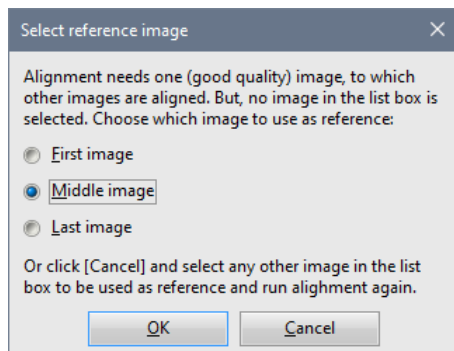 Select reference image
Alignment needs one (good quality) image, to which
other images are aligned. But, no image in the list box is
selected. Choose which image to use as reference:
First image
Middle image
Last image
Or click [Cancel] and select any other image in the list
box to be used as reference and run alighment again.
OK
Cancel